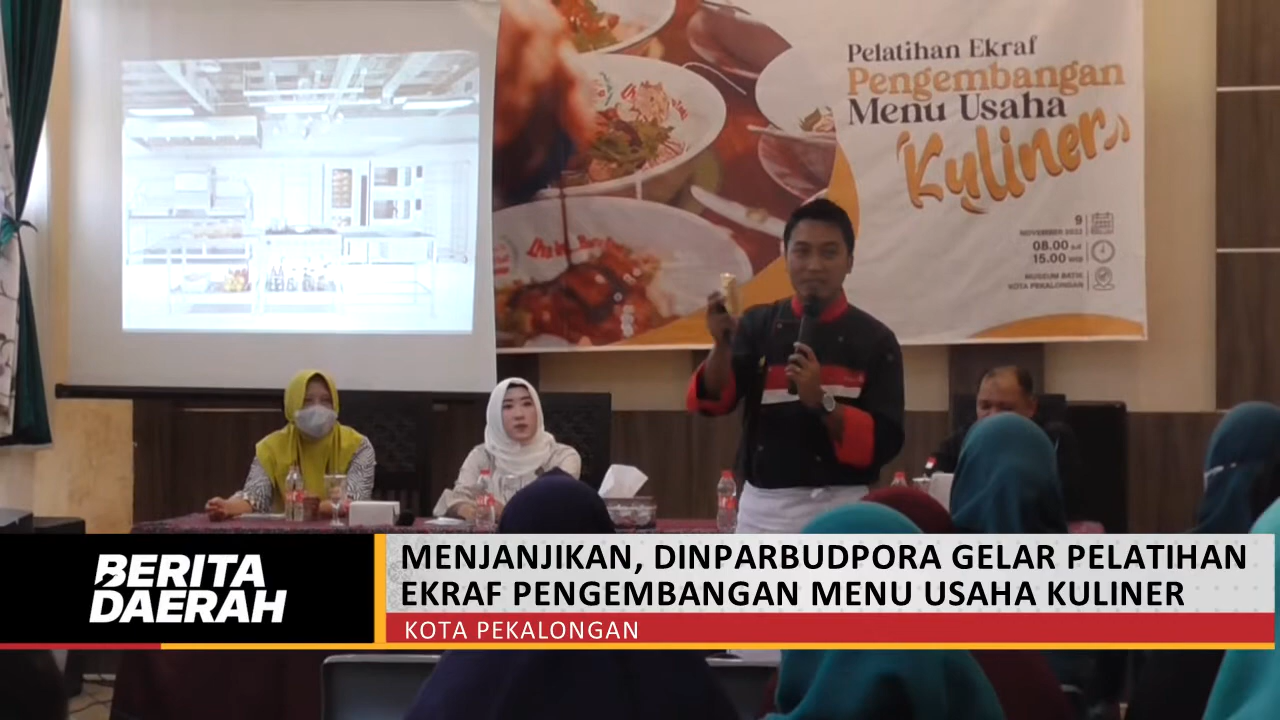 Pelatihan Ekraf
Pengembangan
Menu Usaha
Kuliner
9
NOVEMBER 2022
08.00 s.d
15.00 WIB
MUSEUM BATIK
KOTA PEKALONGAN
BERITA
DAERAH
MENJANJIKAN, DINPARBUDPORA GELAR PELATIHAN
EKRAF PENGEMBANGAN MENU USAHA KULINER
KOTA PEKALONGAN